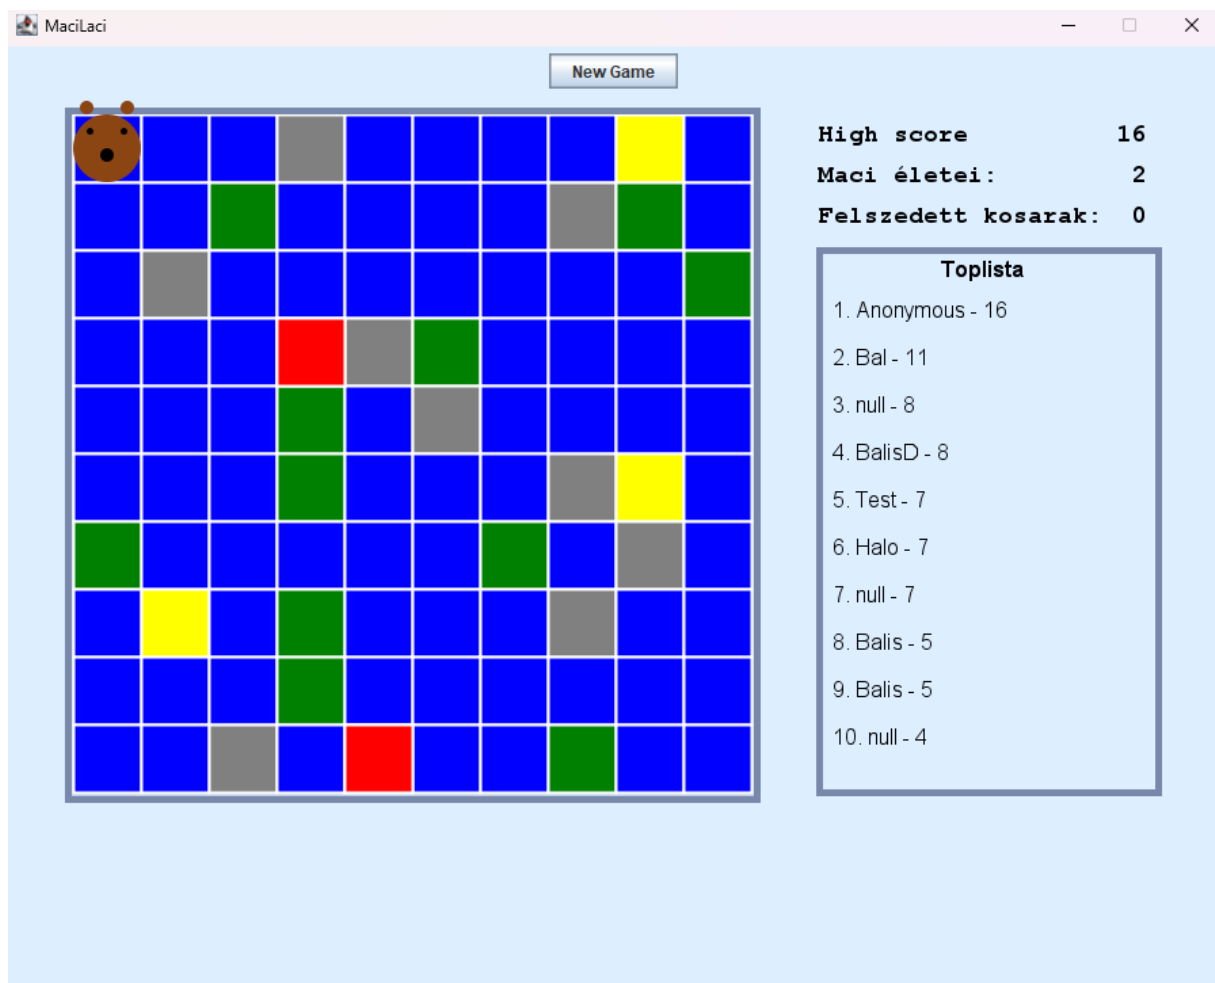 MaciLaci
New Game
High score 16
Maci életei: 2
Felszedett kosarak: 0
Toplista
1. Anonymous - 16
2. Bal - 11
3. null - 8
4. BalisD - 8
5. Test - 7
6. Halo - 7
7. null - 7
8. Balis - 5
9. Balis - 5
10. null - 4